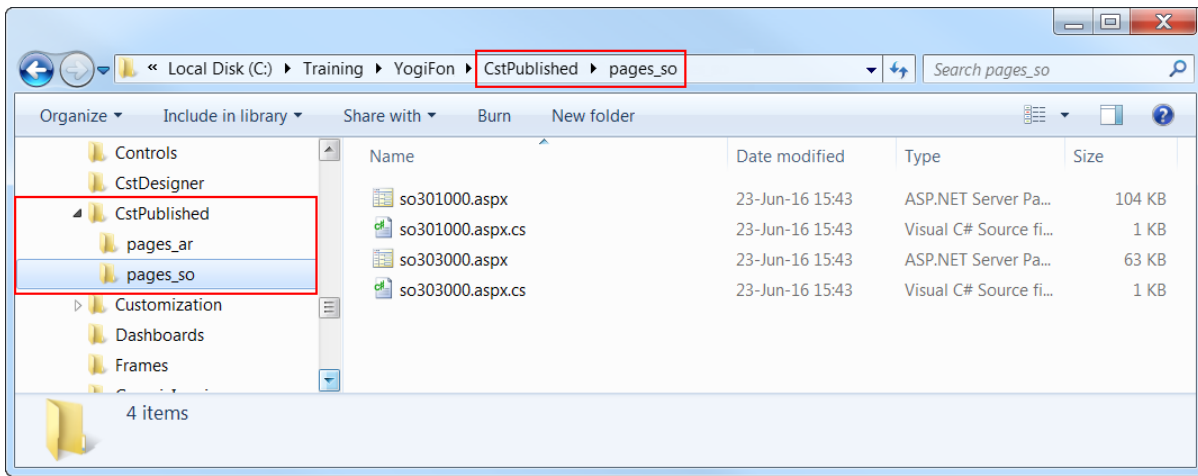 « Local Disk (C:) ▸ Training ▸ YogiFon ▸ CstPublished ▸ pages_so Search pages_so
Organize Include in library Share with Burn New folder
Controls
CstDesigner
CstPublished
pages_ar
pages_so
Customization
Dashboards
Frames
Name Date modified Type Size
so301000.aspx 23-Jun-16 15:43 ASP.NET Server Pa... 104 KB
so301000.aspx.cs 23-Jun-16 15:43 Visual C# Source fi... 1 KB
so303000.aspx 23-Jun-16 15:43 ASP.NET Server Pa... 63 KB
so303000.aspx.cs 23-Jun-16 15:43 Visual C# Source fi... 1 KB
4 items